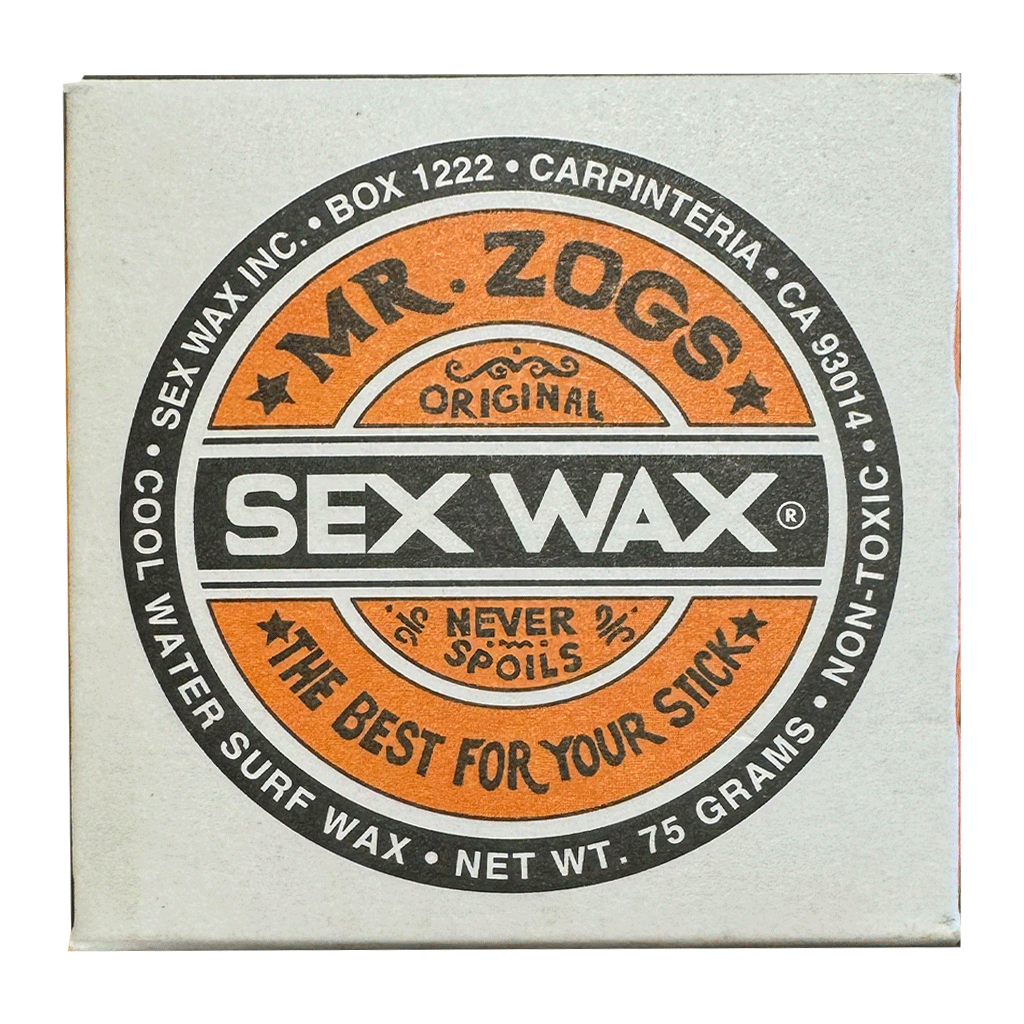 SEX WAX INC. • BOX 1222 • CARPINTERIA • CA 93014 • NON-TOXIC •
MR. ZOGS
ORIGINAL
SEX WAX ®
NEVER
SPOILS
THE BEST FOR YOUR STICK
COOL WATER SURF WAX • NET WT. 75 GRAMS •